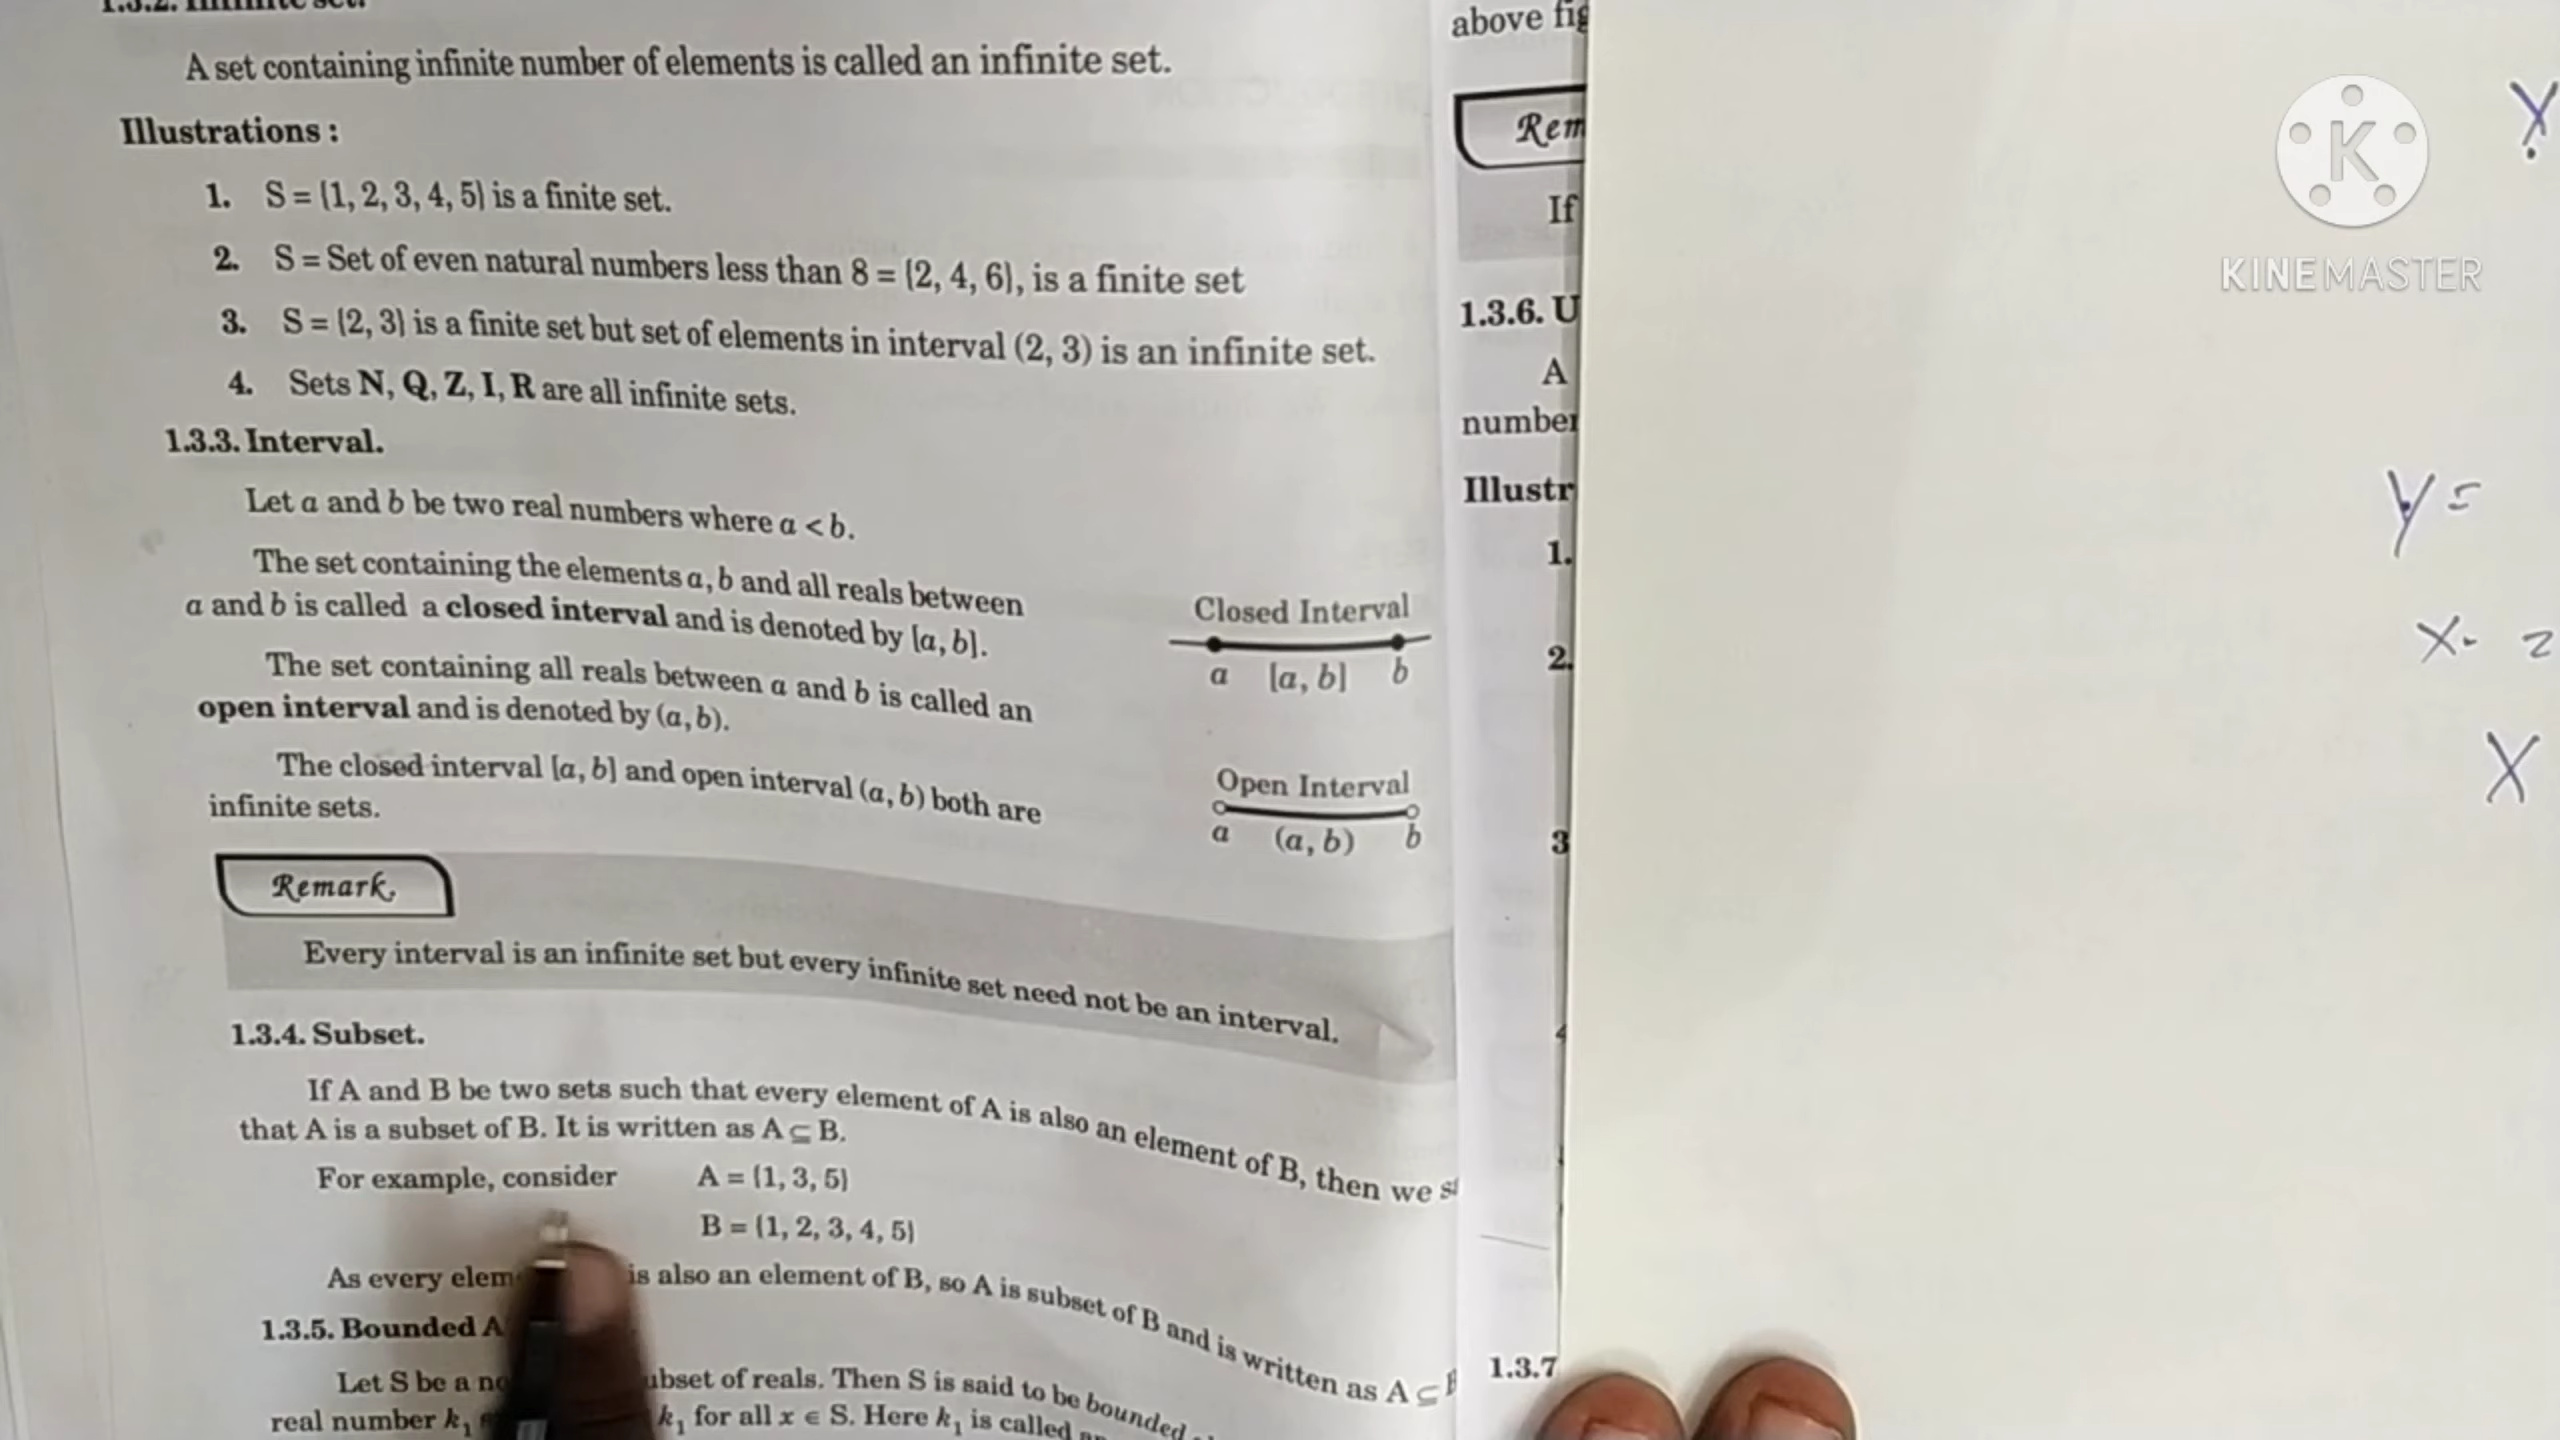 A set containing infinite number of elements is called an infinite set.
Illustrations :
1. S = {1, 2, 3, 4, 5} is a finite set.
2. S = Set of even natural numbers less than 8 = {2, 4, 6}, is a finite set
3. S = {2, 3} is a finite set but set of elements in interval (2, 3) is an infinite set.
4. Sets N, Q, Z, I, R are all infinite sets.
1.3.3. Interval.
Let a and b be two real numbers where a < b.
The set containing the elements a, b and all reals between
a and b is called a closed interval and is denoted by [a, b].
The set containing all reals between a and b is called an
open interval and is denoted by (a, b).
The closed interval [a, b] and open interval (a, b) both are
infinite sets.
Closed Interval
a [a, b] b
Open Interval
a (a, b) b
Remark.
Every interval is an infinite set but every infinite set need not be an interval.
1.3.4. Subset.
If A and B be two sets such that every element of A is also an element of B, then we
that A is a subset of B. It is written as A ⊆ B.
For example, consider A = {1, 3, 5}
B = {1, 2, 3, 4, 5}
As every is also an element of B, so A is subset of B and is written as A ⊂
1.3.5. Bounded A
Let S be a subset of reals. Then S is said to be bounded
real number k₁ k₁ for all x ∈ S. Here k₁ is called
above
Rem
If
1.3.6. U
A
number
Illustr
1.
2.
3
4
1.3.7
KINEMASTER
y =
x
X